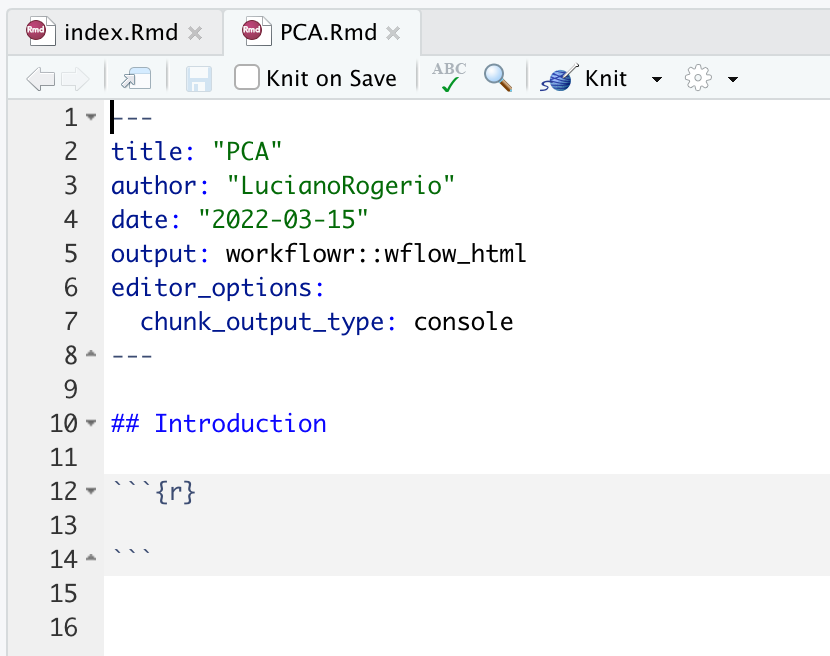 Rmd index.Rmd Rmd PCA.Rmd
Knit on Save ABC Knit
1 ---
2 title: "PCA"
3 author: "LucianoRogerio"
4 date: "2022-03-15"
5 output: workflowr::wflow_html
6 editor_options:
7   chunk_output_type: console
8 ---
9
10 ## Introduction
11
12 ```{r}
13
14 ```
15
16